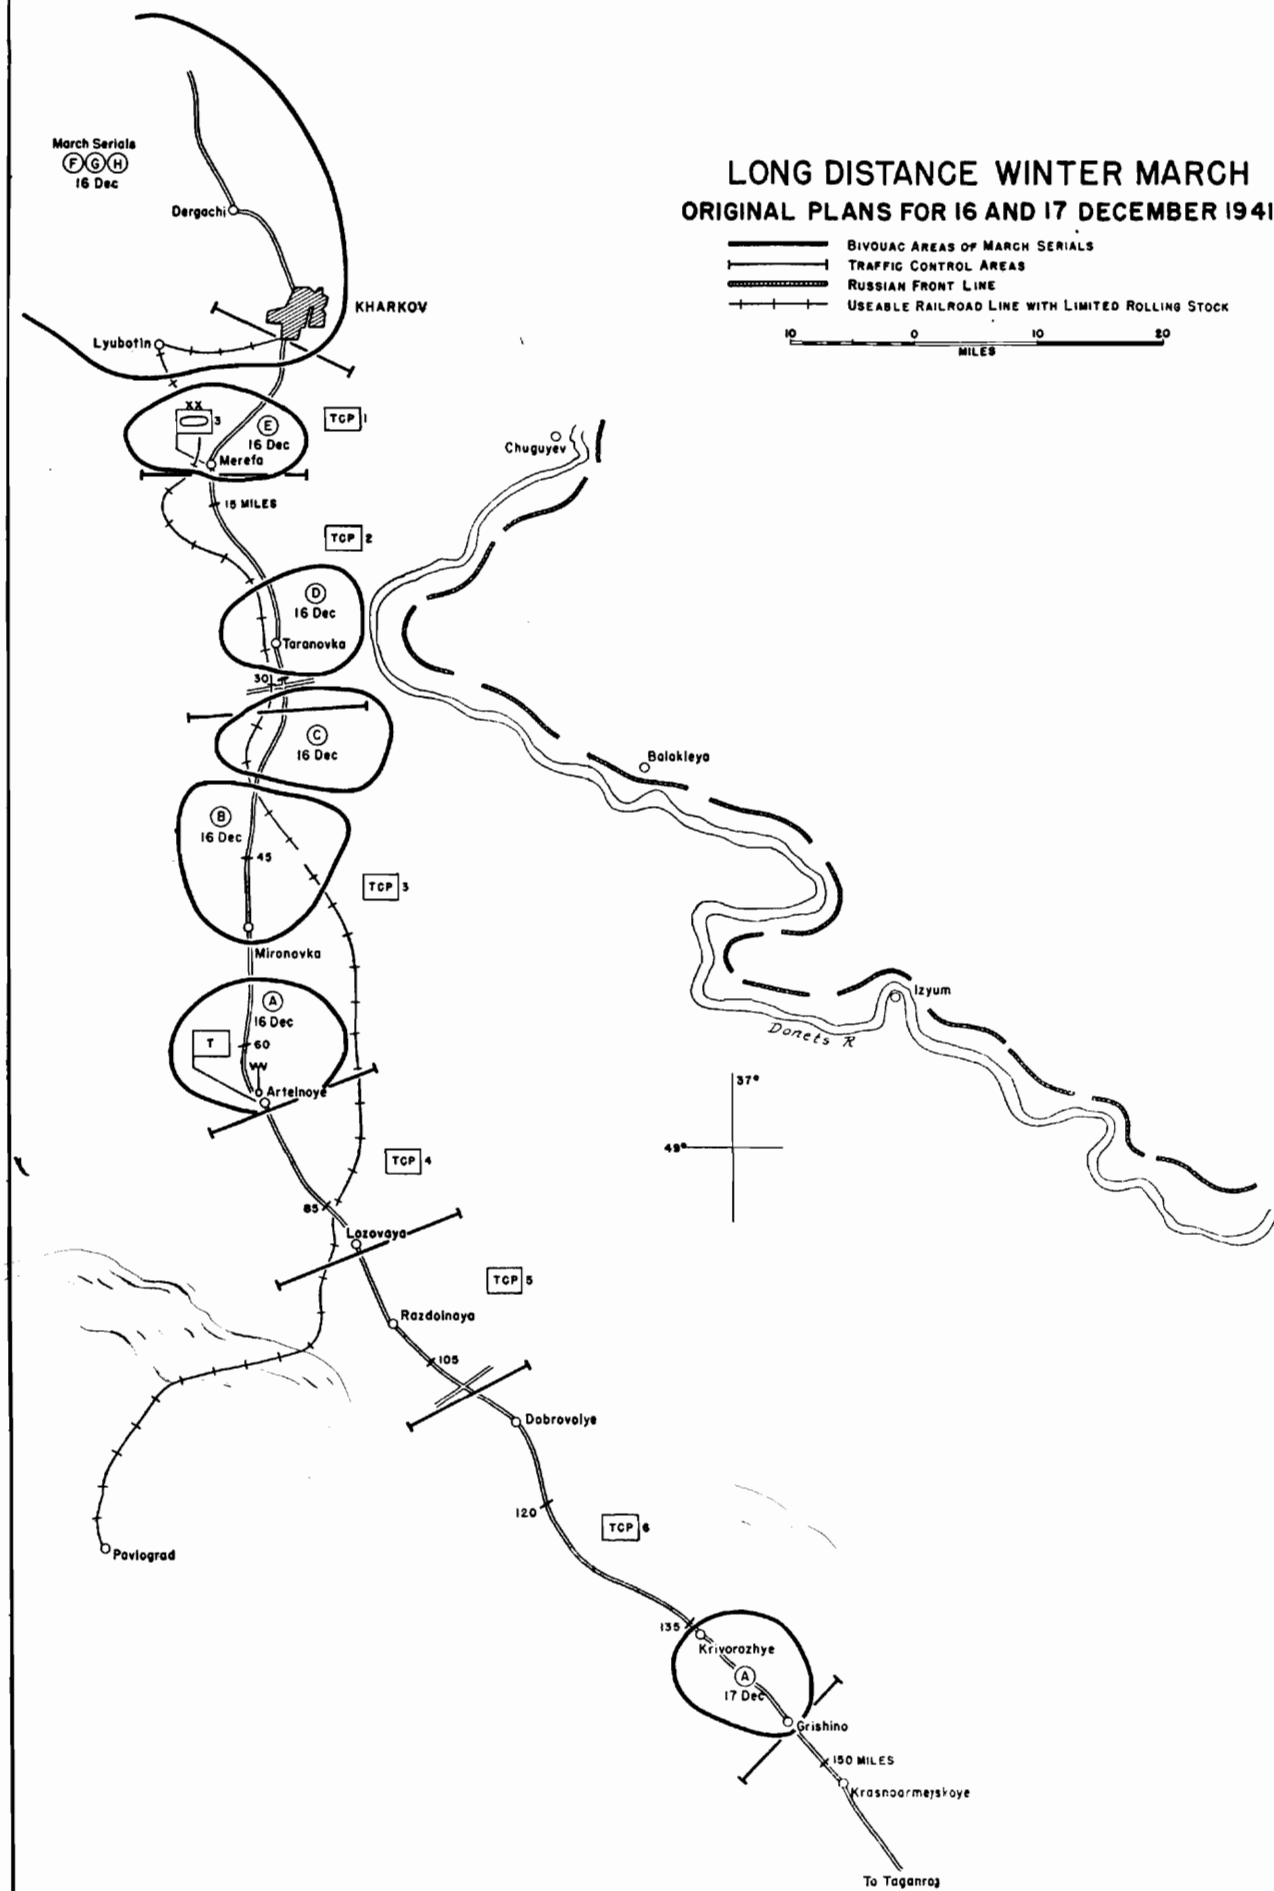 LONG DISTANCE WINTER MARCH
ORIGINAL PLANS FOR 16 AND 17 DECEMBER 1941
BIVOUAC AREAS OF MARCH SERIALS
TRAFFIC CONTROL AREAS
RUSSIAN FRONT LINE
USEABLE RAILROAD LINE WITH LIMITED ROLLING STOCK
10 0 10 20
MILES
March Serials
F G H
16 Dec
Dergachi
KHARKOV
Lyubotin
XX
3
E
16 Dec
TCP 1
Merefa
Chuguyev
15 MILES
TCP 2
D
16 Dec
Taranovka
30
C
16 Dec
Balakleya
B
16 Dec
45
TCP 3
Mironovka
A
16 Dec
T
60
Artelnoye
Izyum
Donets R
37°
49°
TCP 4
85
Lozovaya
TCP 5
Razdolnaya
105
Dobrovolye
120
TCP 6
Pavlograd
135
Krivorozhye
A
17 Dec
Grishino
150 MILES
Krasnoarmejskoye
To Taganrog